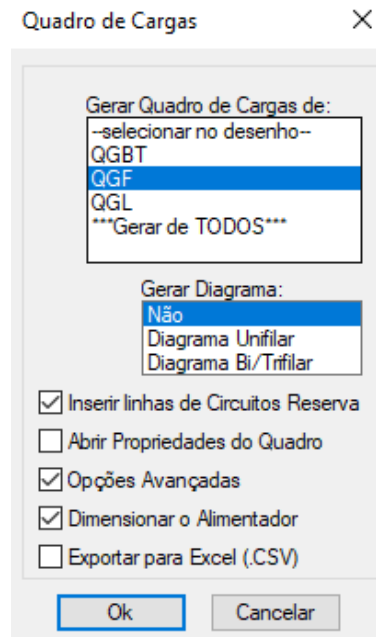 Quadro de Cargas
Gerar Quadro de Cargas de:
--selecionar no desenho--
QGBT
QGF
QGL
***Gerar de TODOS***
Gerar Diagrama:
Não
Diagrama Unifilar
Diagrama Bi/Trifilar
Inserir linhas de Circuitos Reserva
Abrir Propriedades do Quadro
Opções Avançadas
Dimensionar o Alimentador
Exportar para Excel (.CSV)
Ok
Cancelar